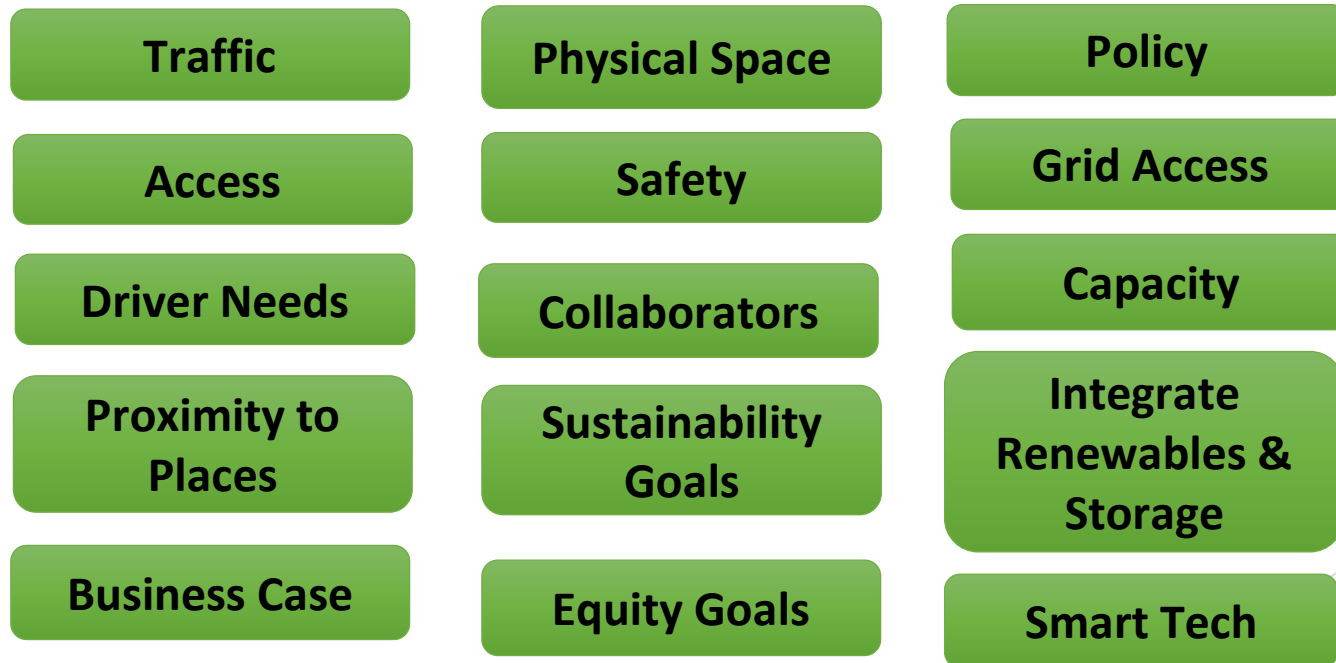 Traffic
Access
Driver Needs
Proximity to
Places
Business Case
Physical Space
Safety
Collaborators
Sustainability
Goals
Equity Goals
Policy
Grid Access
Capacity
Integrate
Renewables &
Storage
Smart Tech